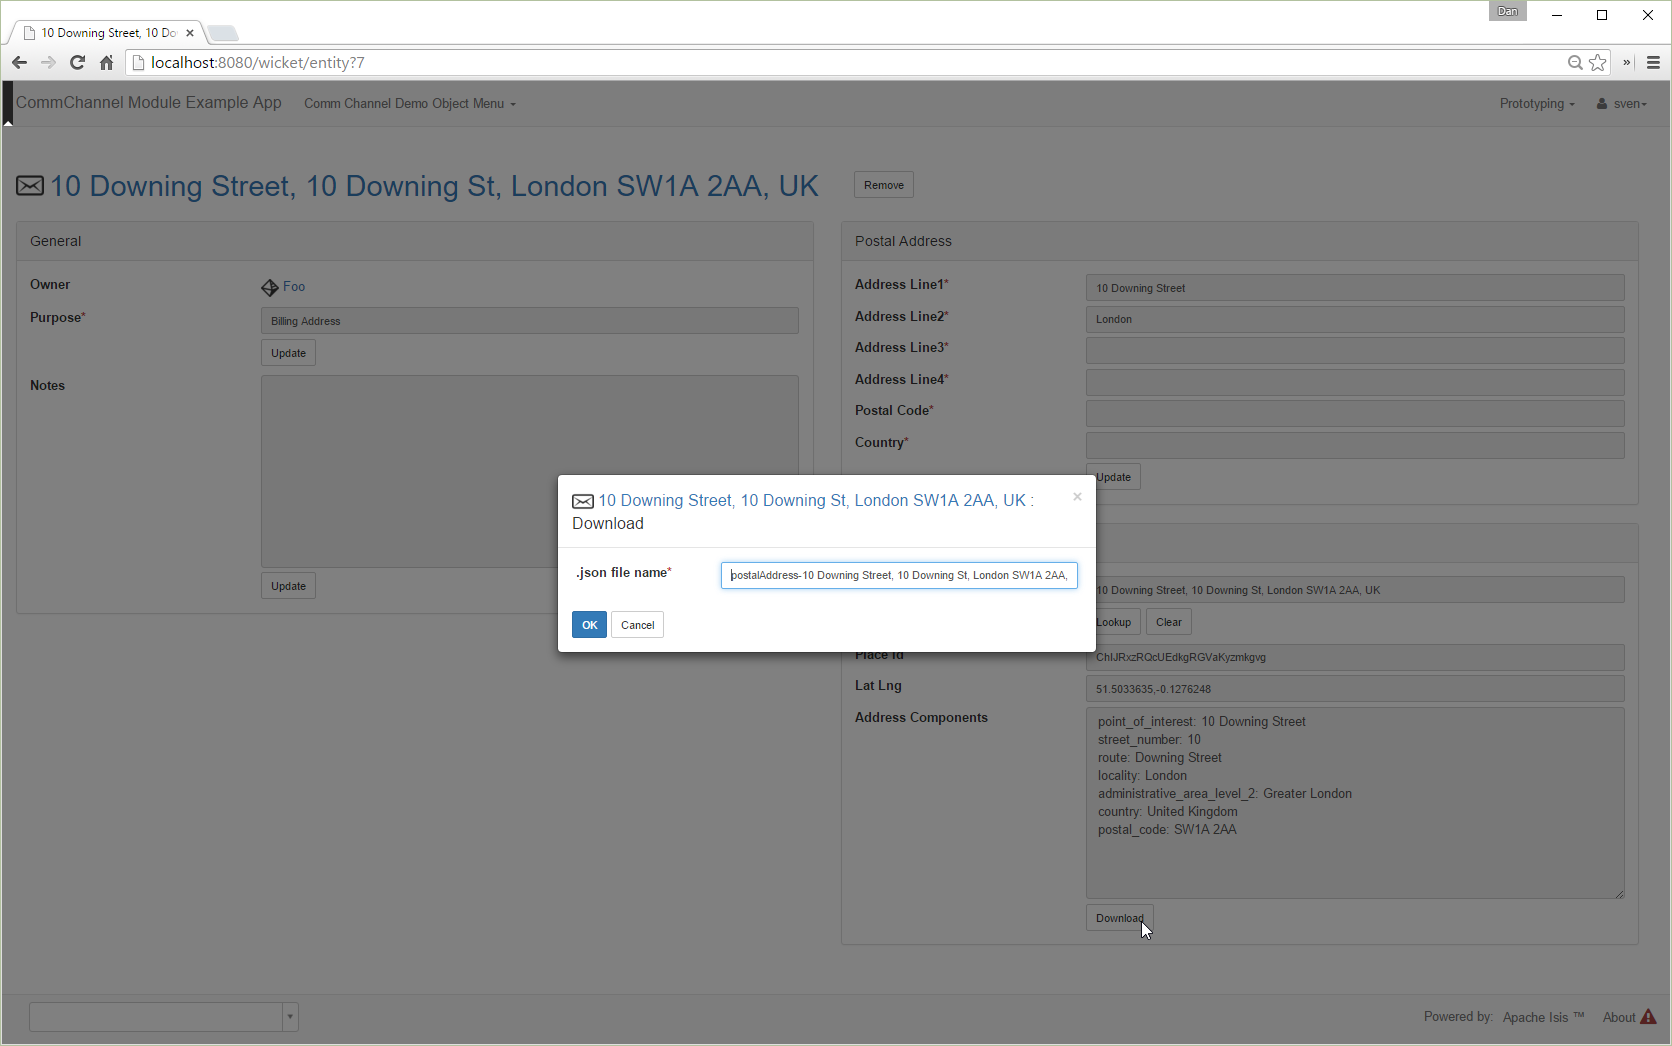 Dan
10 Downing Street, 10 Do
localhost:8080/wicket/entity?7
CommChannel Module Example App
Comm Channel Demo Object Menu
Prototyping
sven
10 Downing Street, 10 Downing St, London SW1A 2AA, UK
Remove
General
Owner
Foo
Purpose*
Billing Address
Update
Notes
Update
Postal Address
Address Line1*
10 Downing Street
Address Line2*
London
Address Line3*
Address Line4*
Postal Code*
Country*
Update
10 Downing Street, 10 Downing St, London SW1A 2AA, UK :
Download
.json file name*
postalAddress-10 Downing Street, 10 Downing St, London SW1A 2AA,
OK
Cancel
10 Downing Street, 10 Downing St, London SW1A 2AA, UK
Lookup
Clear
Place Id
ChIJRxzRQcUEdkgRGVaKyzmkgvg
Lat Lng
51.5033635,-0.1276248
Address Components
point_of_interest: 10 Downing Street
street_number: 10
route: Downing Street
locality: London
administrative_area_level_2: Greater London
country: United Kingdom
postal_code: SW1A 2AA
Download
Powered by: Apache Isis ™
About